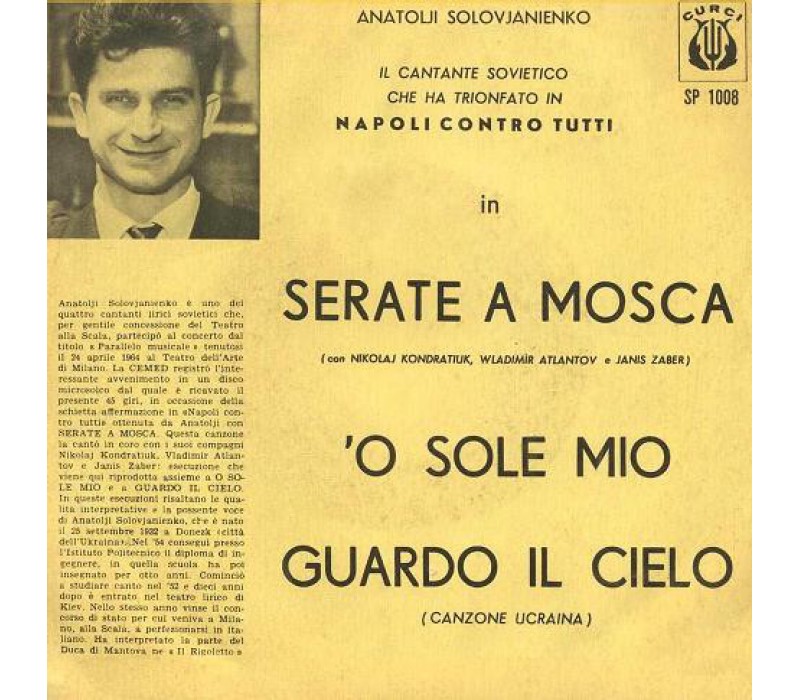 ANATOLJI SOLOVJANIENKO
IL CANTANTE SOVIETICO
CHE HA TRIONFATO IN
NAPOLI CONTRO TUTTI
CURCI
SP 1008
in
SERATE A MOSCA
(con NIKOLAJ KONDRATIUK, WLADIMIR ATLANTOV e JANIS ZABER)
'O SOLE MIO
GUARDO IL CIELO
(CANZONE UCRAINA)
Anatolji Solovjanienko è uno dei
quattro cantanti lirici sovietici che,
per gentile concessione del Teatro
alla Scala, partecipò al concerto dal
titolo « Parallelo musicale » tenutosi
il 24 aprile 1964 al Teatro dell'Arte
di Milano. La CEMED registrò l'inte-
ressante avvenimento in un disco
microsolco dal quale è ricavato il
presente 45 giri, in occasione della
schietta affermazione in «Napoli con-
tro tutti» ottenuta da Anatolji con
SERATE A MOSCA. Questa canzone
la cantò in coro con i suoi compagni
Nikolaj Kondratiuk, Vladimir Atlan-
tov e Janis Zaber: esecuzione che
viene qui riprodotta assieme a O SO-
LE MIO e a GUARDO IL CIELO.
In queste esecuzioni risaltano le qua-
lità interpretative e la possente voce
di Anatolji Solovjanienko, che è nato
il 25 settembre 1932 a Donezk (città
dell'Ucraina). Nel '54 conseguì presso
l'Istituto Politecnico il diploma di in-
gegnere, in quella scuola ha poi
insegnato per otto anni. Cominciò
a studiare canto nel '52 e dieci anni
dopo è entrato nel teatro lirico di
Kiev. Nello stesso anno vinse il con-
corso di stato per cui veniva a Mila-
no, alla Scala, a perfezionarsi in ita-
liano. Ha interpretato la parte del
Duca di Mantova ne « Il Rigoletto »